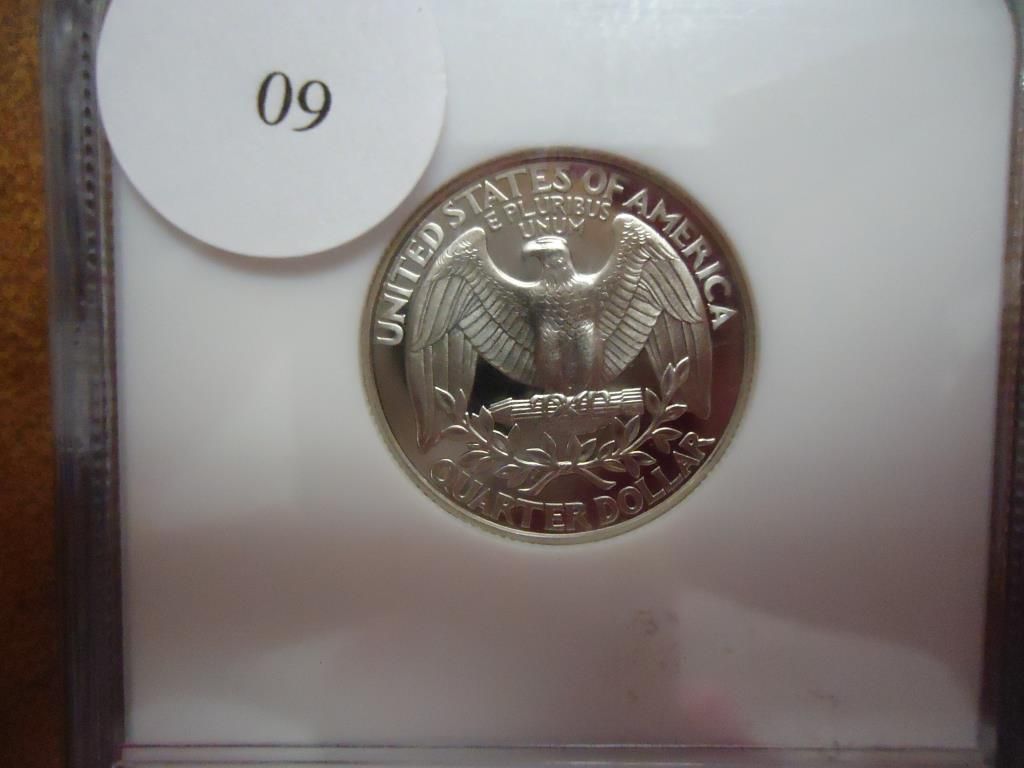 09
UNITED STATES OF AMERICA
E PLURIBUS
UNUM
QUARTER DOLLAR